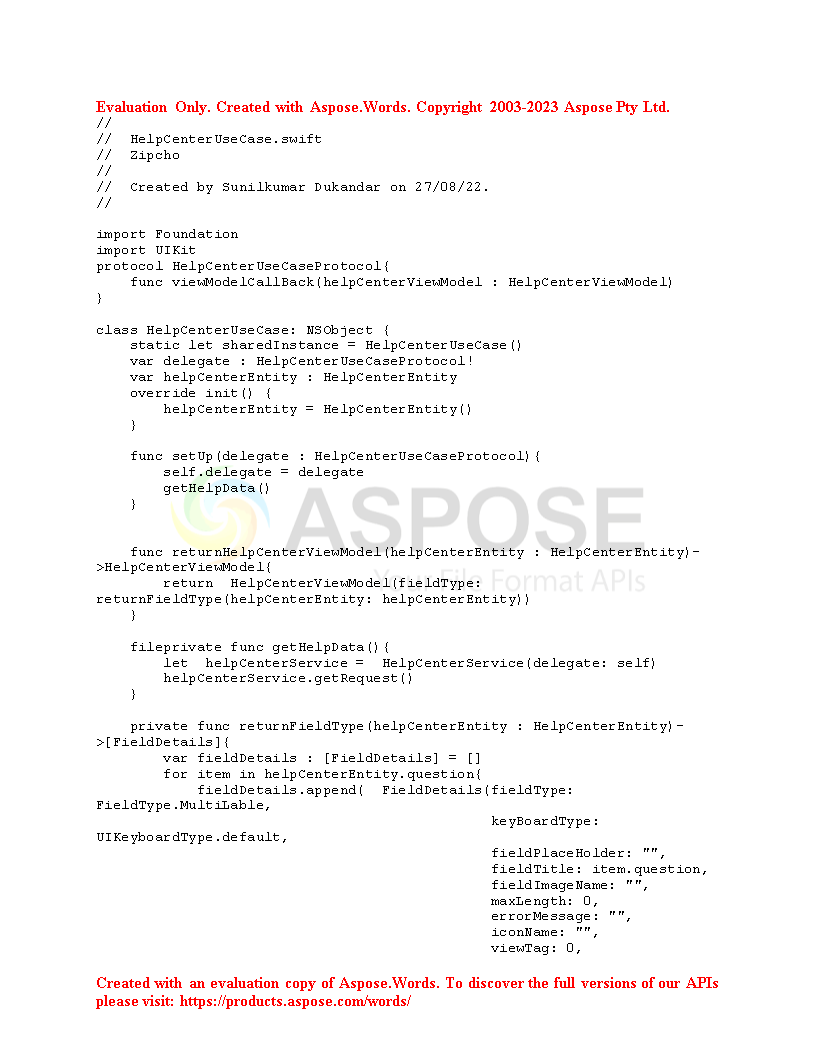 Evaluation Only. Created with Aspose.Words. Copyright 2003-2023 Aspose Pty Ltd.
//
//  HelpCenterUseCase.swift
//  Zipcho
//
//  Created by Sunilkumar Dukandar on 27/08/22.
//

import Foundation
import UIKit
protocol HelpCenterUseCaseProtocol{
    func viewModelCallBack(helpCenterViewModel : HelpCenterViewModel)
}

class HelpCenterUseCase: NSObject {
    static let sharedInstance = HelpCenterUseCase()
    var delegate : HelpCenterUseCaseProtocol!
    var helpCenterEntity : HelpCenterEntity
    override init() {
        helpCenterEntity = HelpCenterEntity()
    }

    func setUp(delegate : HelpCenterUseCaseProtocol){
        self.delegate = delegate
        getHelpData()
    }

ASPOSE
    func returnHelpCenterViewModel(helpCenterEntity : HelpCenterEntity)-
>HelpCenterViewModel{
        return  HelpCenterViewModel(fieldType:
Your File Format APIs
returnFieldType(helpCenterEntity: helpCenterEntity))
    }

    fileprivate func getHelpData(){
        let  helpCenterService =  HelpCenterService(delegate: self)
        helpCenterService.getRequest()
    }

    private func returnFieldType(helpCenterEntity : HelpCenterEntity)-
>[FieldDetails]{
        var fieldDetails : [FieldDetails] = []
        for item in helpCenterEntity.question{
            fieldDetails.append(  FieldDetails(fieldType:
FieldType.MultiLable,
                                               keyBoardType:
UIKeyboardType.default,
                                               fieldPlaceHolder: "",
                                               fieldTitle: item.question,
                                               fieldImageName: "",
                                               maxLength: 0,
                                               errorMessage: "",
                                               iconName: "",
                                               viewTag: 0,
Created with an evaluation copy of Aspose.Words. To discover the full versions of our APIs
please visit: https://products.aspose.com/words/